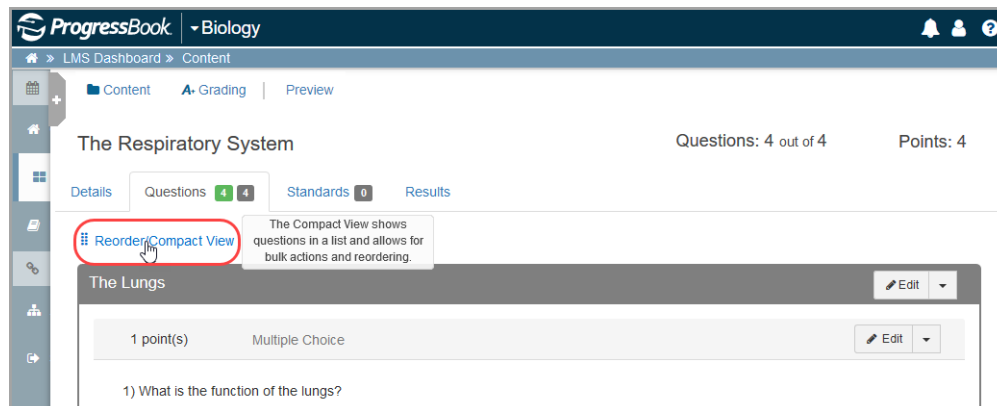 ProgressBook Biology
» LMS Dashboard » Content
Content A+ Grading Preview
The Respiratory System Questions: 4 out of 4 Points: 4
Details Questions 4 4 Standards 0 Results
Reorder/Compact View
The Compact View shows
questions in a list and allows for
bulk actions and reordering.
The Lungs Edit
1 point(s) Multiple Choice Edit
1) What is the function of the lungs?